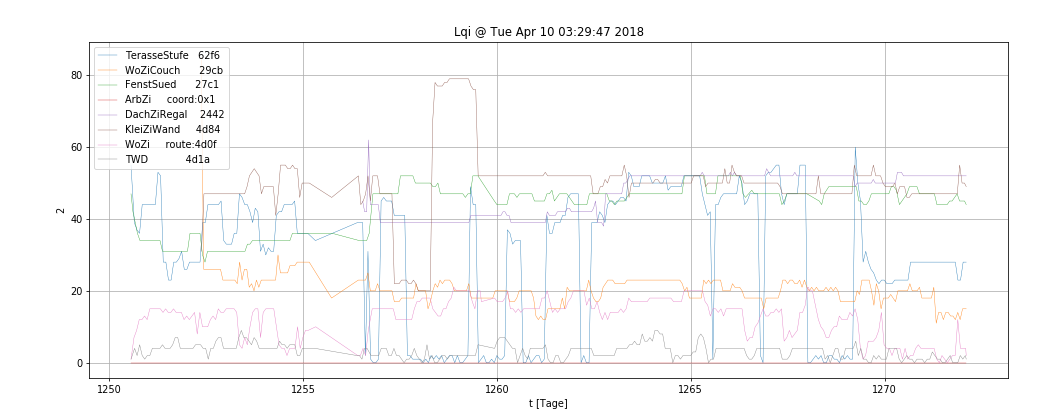 Lqi @ Tue Apr 10 03:29:47 2018
TerasseStufe 62f6
WoZiCouch 29cb
FenstSued 27c1
ArbZi coord:0x1
DachZiRegal 2442
KleiZiWand 4d84
WoZi route:4d0f
TWD 4d1a
80
60
40
20
0
2
1250 1255 1260 1265 1270
t [Tage]